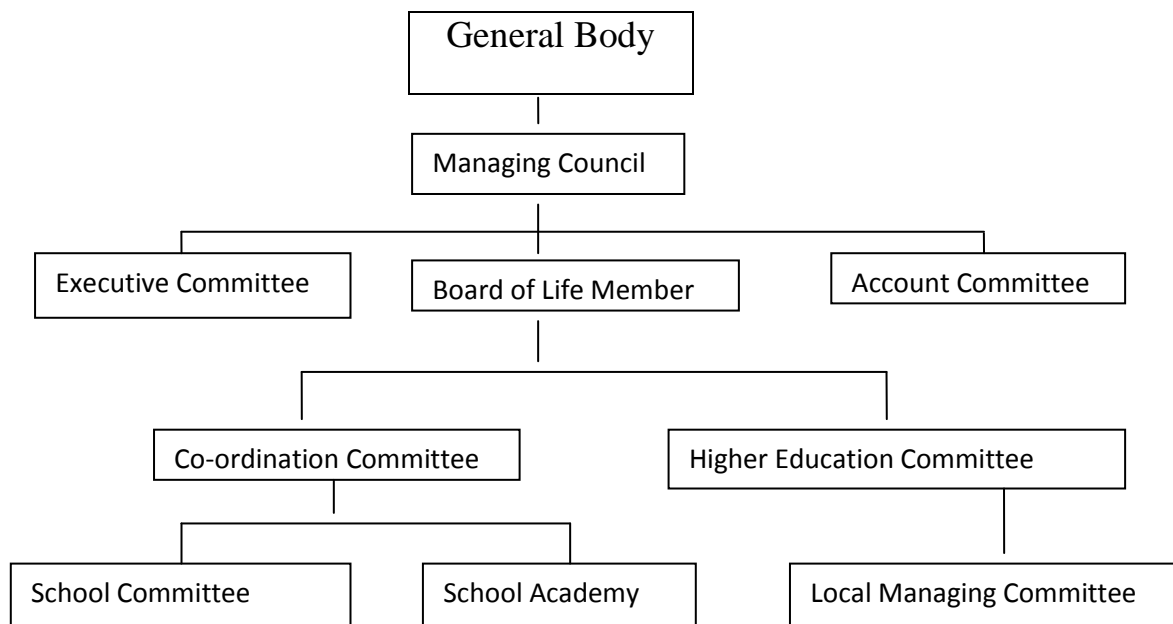 General Body
Managing Council
Executive Committee
Board of Life Member
Account Committee
Co-ordination Committee
Higher Education Committee
School Committee
School Academy
Local Managing Committee